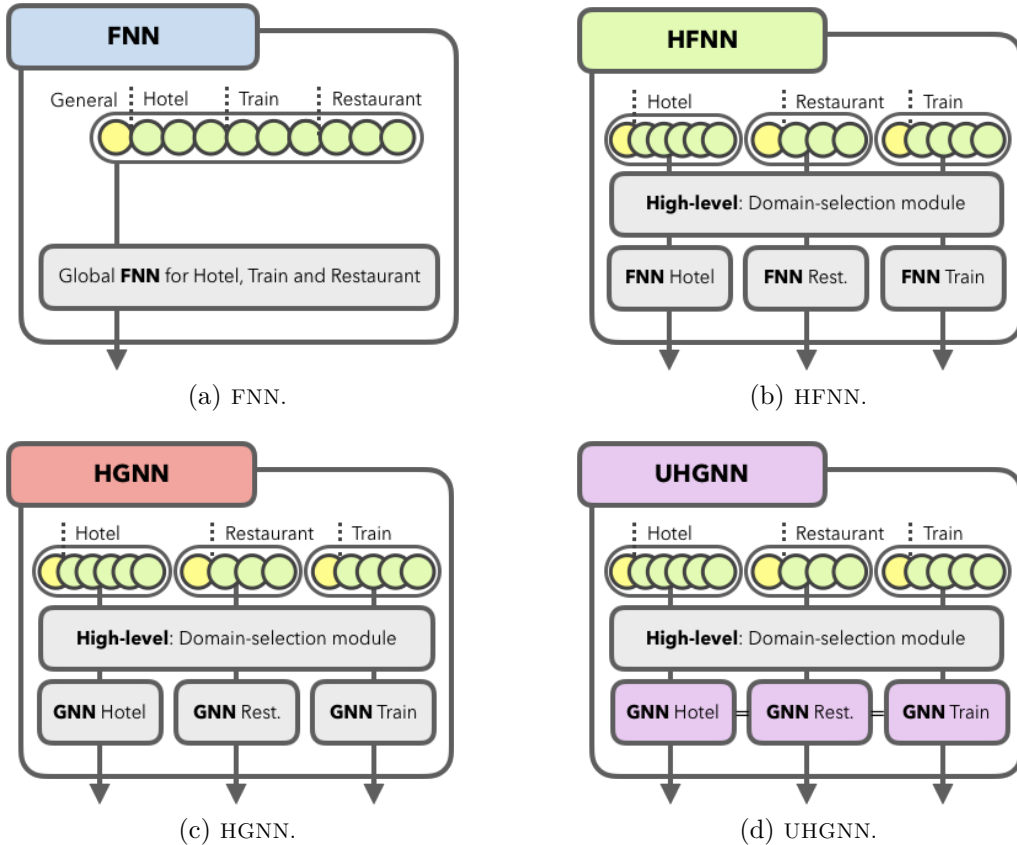 FNN
General Hotel Train Restaurant
Global FNN for Hotel, Train and Restaurant
(a) FNN.
HFNN
Hotel Restaurant Train
High-level: Domain-selection module
FNN Hotel FNN Rest. FNN Train
(b) HFNN.
HGNN
Hotel Restaurant Train
High-level: Domain-selection module
GNN Hotel GNN Rest. GNN Train
(c) HGNN.
UHGNN
Hotel Restaurant Train
High-level: Domain-selection module
GNN Hotel = GNN Rest. = GNN Train
(d) UHGNN.